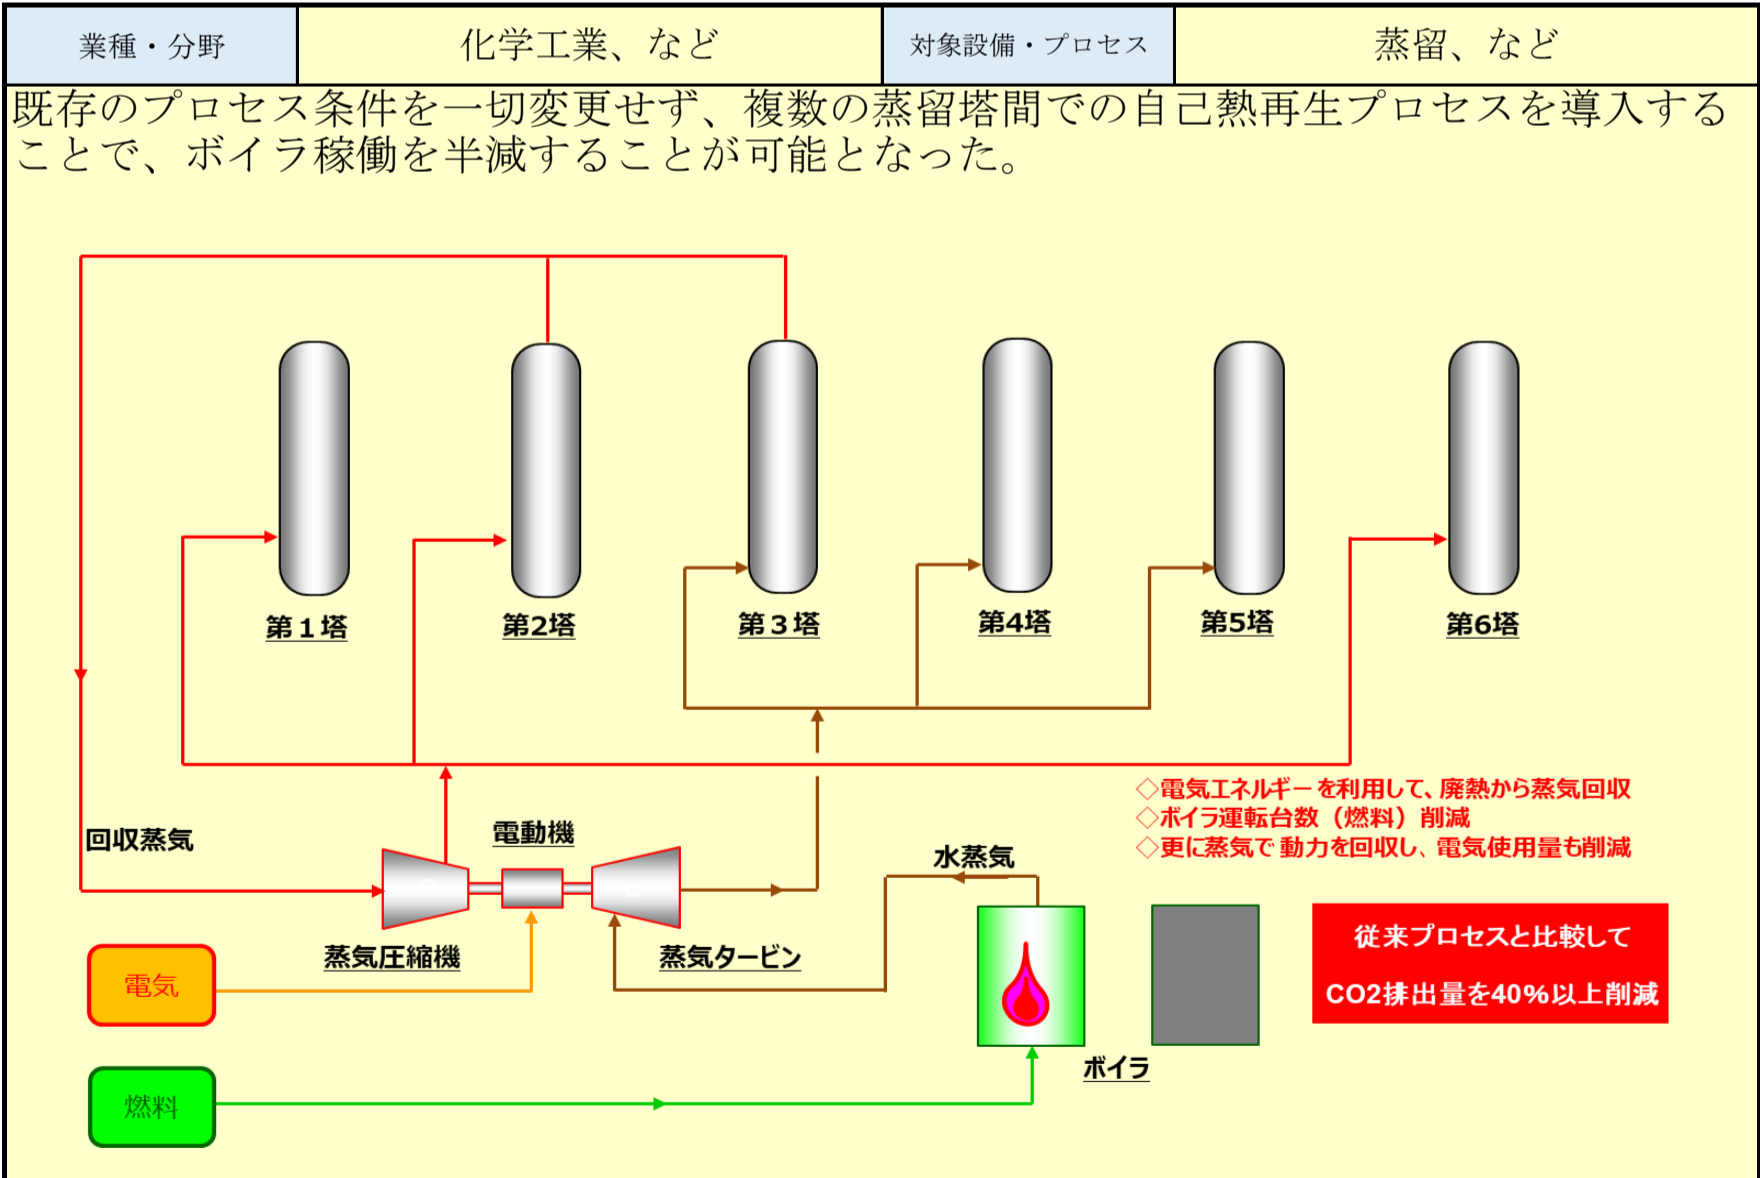 業種・分野
化学工業、など
対象設備・プロセス
蒸留、など
既存のプロセス条件を一切変更せず、複数の蒸留塔間での自己熱再生プロセスを導入する
ことで、ボイラ稼働を半減することが可能となった。
第１塔
第2塔
第３塔
第4塔
第5塔
第6塔
◇電気エネルギーを利用して、廃熱から蒸気回収
◇ボイラ運転台数（燃料）削減
◇更に蒸気で動力を回収し、電気使用量も削減
回収蒸気
電動機
水蒸気
蒸気圧縮機
蒸気タービン
電気
従来プロセスと比較して
CO2排出量を40%以上削減
ボイラ
燃料